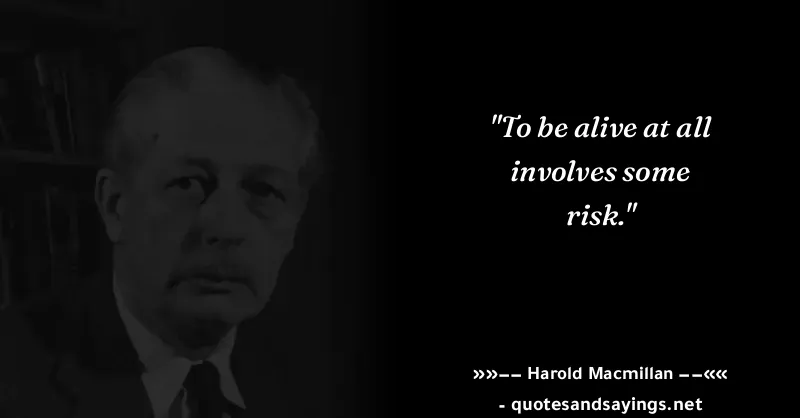 "To be alive at all
involves some
risk."
»»–– Harold Macmillan ––««
- quotesandsayings.net